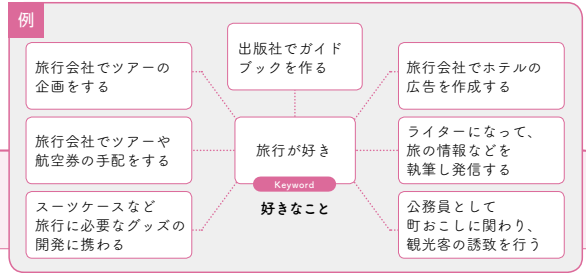 例
出版社でガイド
ブックを作る
旅行会社でツアーの
企画をする
旅行会社でホテルの
広告を作成する
旅行会社でツアーや
航空券の手配をする
旅行が好き
Keyword
好きなこと
ライターになって、
旅の情報などを
執筆し発信する
スーツケースなど
旅行に必要なグッズの
開発に携わる
公務員として
町おこしに関わり、
観光客の誘致を行う